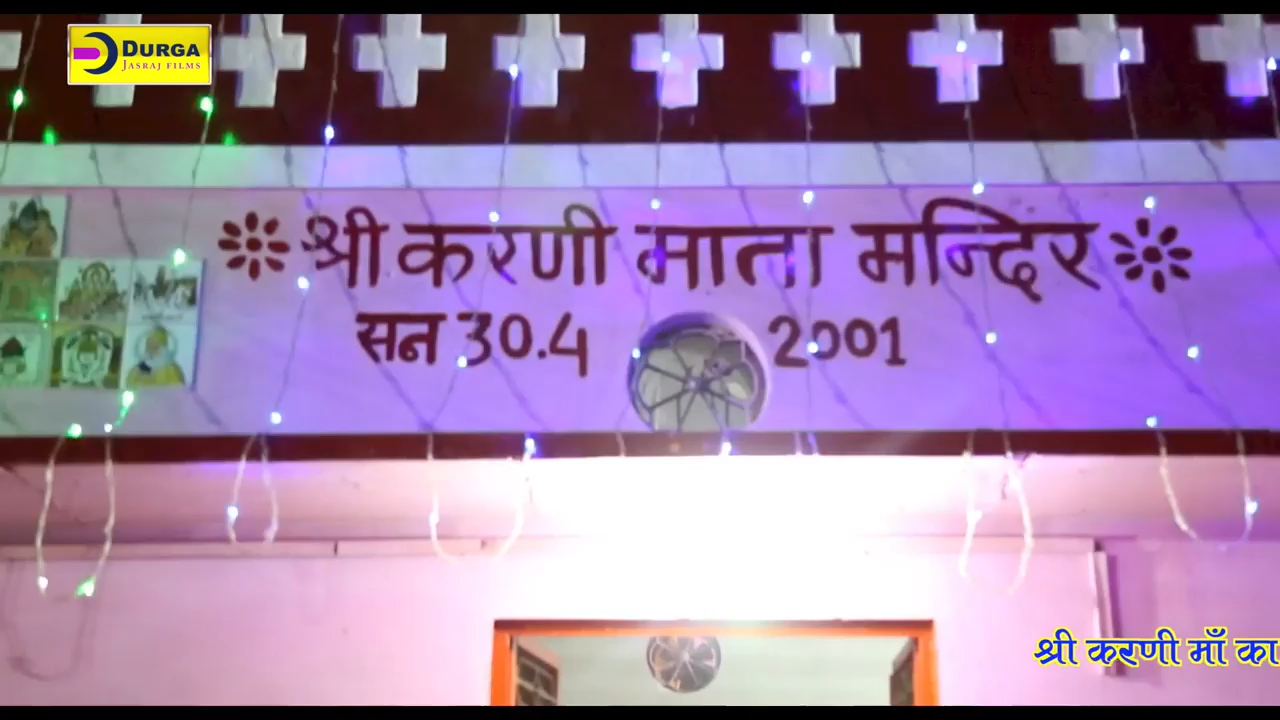 DURGA
JASRAJ FILMS
श्री करणी माता मन्दिर
सन 30.4 2001
श्री करणी माँ का